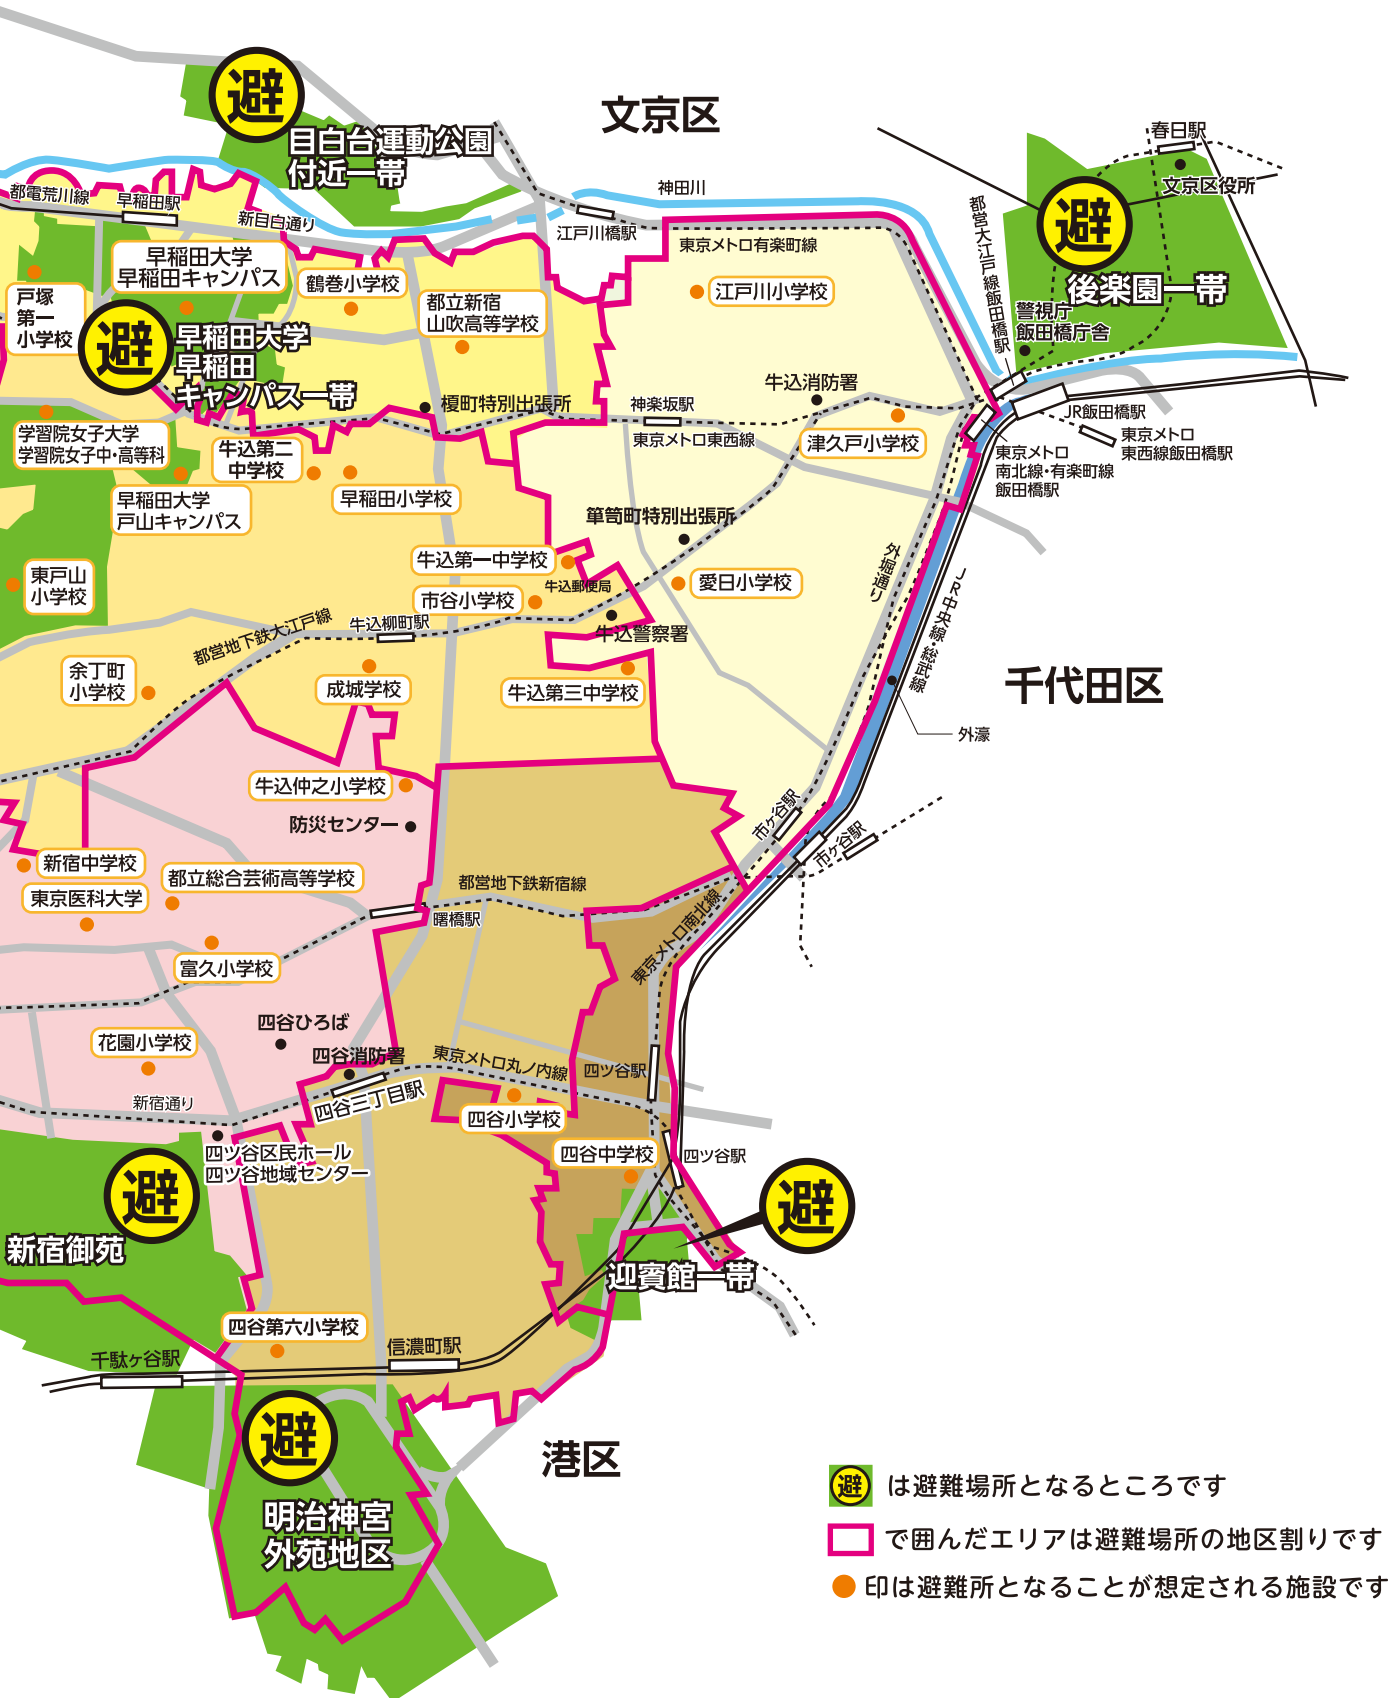 避
目白台運動公園
付近一帯
文京区
春日駅
文京区役所
避
後楽園一帯
都電荒川線
早稲田駅
新目白通り
神田川
江戸川橋駅
東京メトロ有楽町線
都営大江戸線飯田橋駅
警視庁
飯田橋庁舎
早稲田大学
早稲田キャンパス
鶴巻小学校
都立新宿
山吹高等学校
江戸川小学校
戸塚
第一
小学校
避
早稲田大学
早稲田
キャンパス一帯
榎町特別出張所
神楽坂駅
東京メトロ東西線
牛込消防署
津久戸小学校
JR飯田橋駅
東京メトロ
東西線飯田橋駅
東京メトロ
南北線・有楽町線
飯田橋駅
学習院女子大学
学習院女子中・高等科
牛込第二
中学校
早稲田小学校
早稲田大学
戸山キャンパス
箪笥町特別出張所
外堀通り
JR中央線・総武線
東戸山
小学校
牛込第一中学校
牛込郵便局
市谷小学校
愛日小学校
都営地下鉄大江戸線
牛込柳町駅
牛込警察署
余丁町
小学校
成城学校
牛込第三中学校
千代田区
外濠
牛込仲之小学校
防災センター
市ヶ谷駅
市ヶ谷駅
新宿中学校
東京医科大学
都立総合芸術高等学校
都営地下鉄新宿線
曙橋駅
東京メトロ南北線
富久小学校
四谷ひろば
花園小学校
四谷消防署
東京メトロ丸ノ内線
四ツ谷駅
新宿通り
四谷三丁目駅
四谷小学校
四ツ谷区民ホール
四ツ谷地域センター
四谷中学校
四ツ谷駅
避
新宿御苑
避
迎賓館一帯
四谷第六小学校
千駄ヶ谷駅
信濃町駅
避
明治神宮
外苑地区
港区
避 は避難場所となるところです
で囲んだエリアは避難場所の地区割りです
印は避難所となることが想定される施設です